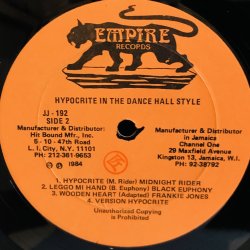 EMPIRE
RECORDS
HYPOCRITE IN THE DANCE HALL STYLE
JJ - 192
SIDE 2
Manufacturer & Distributor:
Hit Bound Mfr., Inc.
5 - 10 - 47th Road
L. I. City, N.Y. 11101
PH: 212-361-9653
℗ 1984
Manufacturer & Distributor:
in Jamaica
Channel One
29 Maxfield Avenue
Kingston 13, Jamaica, W.I.
PH: 92-38792
1. HYPOCRITE (M. Rider) MIDNIGHT RIDER
2. LEGGO MI HAND (B. Euphony) BLACK EUPHONY
3. WOODEN HEART (Adapted) FRANKIE JONES
4. VERSION HYPOCRITE
Unauthorized Copying
is Prohibited